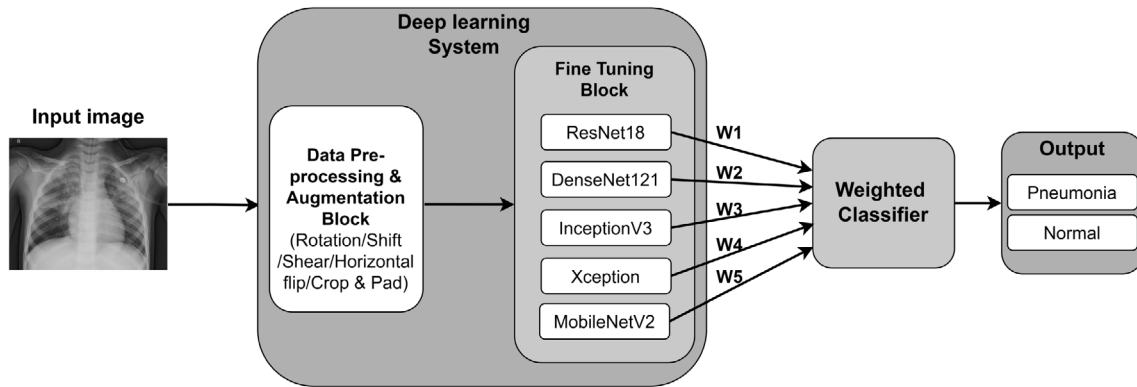 Deep learning
System
Input image
Data Pre-
processing &
Augmentation
Block
(Rotation/Shift
/Shear/Horizontal
flip/Crop & Pad)
Fine Tuning
Block
ResNet18
DenseNet121
InceptionV3
Xception
MobileNetV2
W1
W2
W3
W4
W5
Weighted
Classifier
Output
Pneumonia
Normal